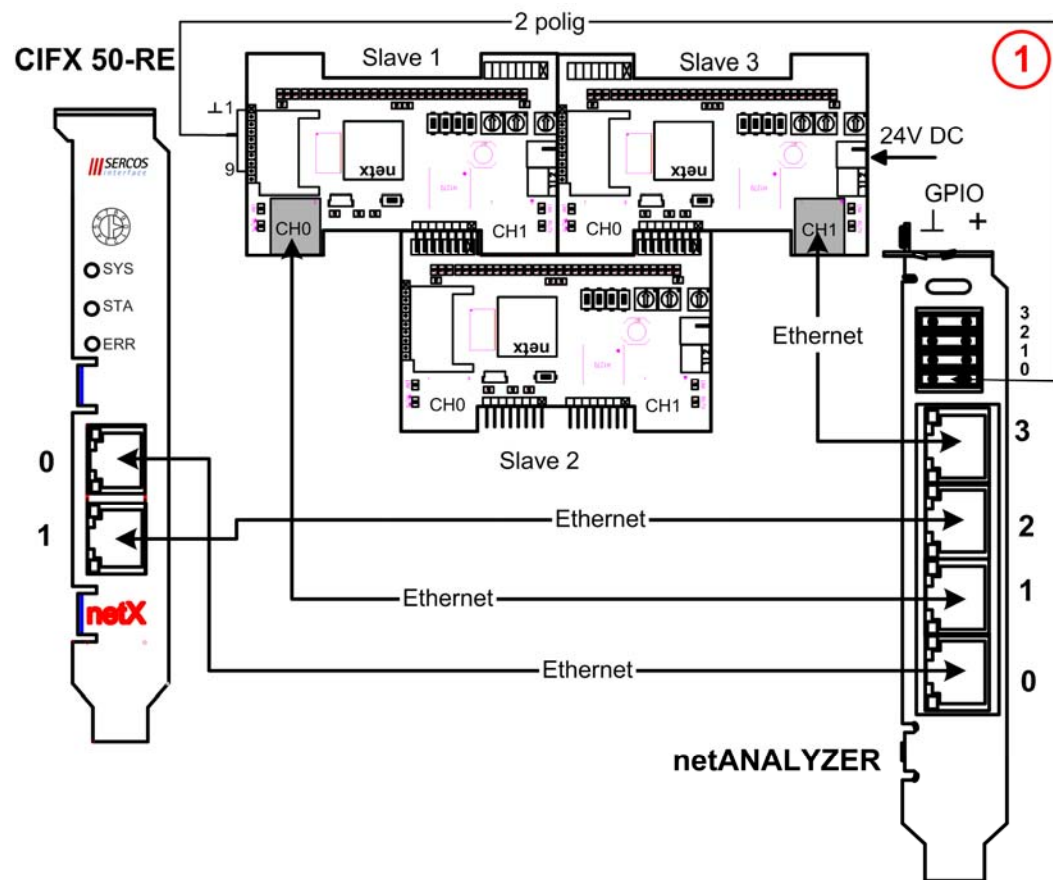 2 polig
CIFX 50-RE
Slave 1
Slave 3
1
⊥1
9
24V DC
netx
netx
CH0
CH1
CH0
CH1
SERCOS
interface
GPIO
⊥ +
SYS
STA
ERR
3
2
1
0
Ethernet
netx
CH0
CH1
Slave 2
3
0
Ethernet
2
1
Ethernet
1
netX
Ethernet
0
netANALYZER